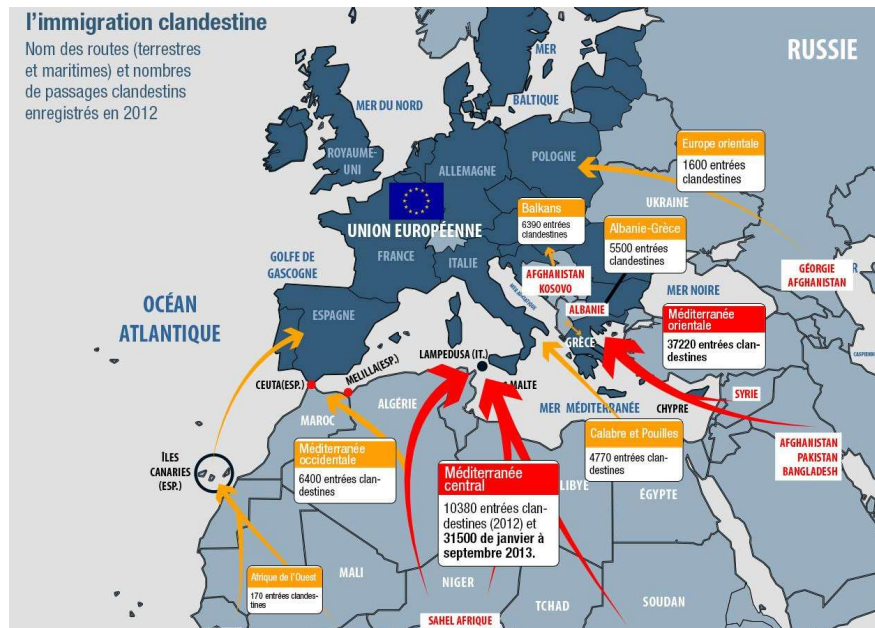 l'immigration clandestine
Nom des routes (terrestres
et maritimes) et nombres
de passages clandestins
enregistrés en 2012
MER
BALTIQUE
RUSSIE
MER DU NORD
ROYAUME-
UNI
ALLEMAGNE
POLOGNE
Europe orientale
1600 entrées
clandestines
UKRAINE
UNION EUROPÉENNE
Balkans
6390 entrées
clandestines
Albanie-Grèce
5500 entrées
clandestines
GOLFE DE
GASCOGNE
FRANCE
ITALIE
AFGHANISTAN
KOSOVO
GÉORGIE
AFGHANISTAN
MER ADRIATIQUE
ALBANIE
MER NOIRE
OCÉAN
ATLANTIQUE
ESPAGNE
Méditerranée
orientale
37220 entrées clan-
destines
GRÈCE
LAMPEDUSA (IT.)
CEUTA(ESP.)
MELILLA(ESP.)
MALTE
MER MÉDITERRANÉE
CHYPRE
SYRIE
CASPIENNE
MAROC
ALGÉRIE
ÎLES
CANARIES
(ESP.)
Méditerranée
occidentale
6400 entrées clan-
destines
Méditerranée
central
10380 entrées clan-
destines (2012) et
31500 de janvier à
septembre 2013.
Calabre et Pouilles
4770 entrées clan-
destines
AFGHANISTAN
PAKISTAN
BANGLADESH
IBYE
ÉGYPTE
Afrique de l'Ouest
170 entrées clandes-
tines
MALI
NIGER
TCHAD
SOUDAN
SAHEL AFRIQUE